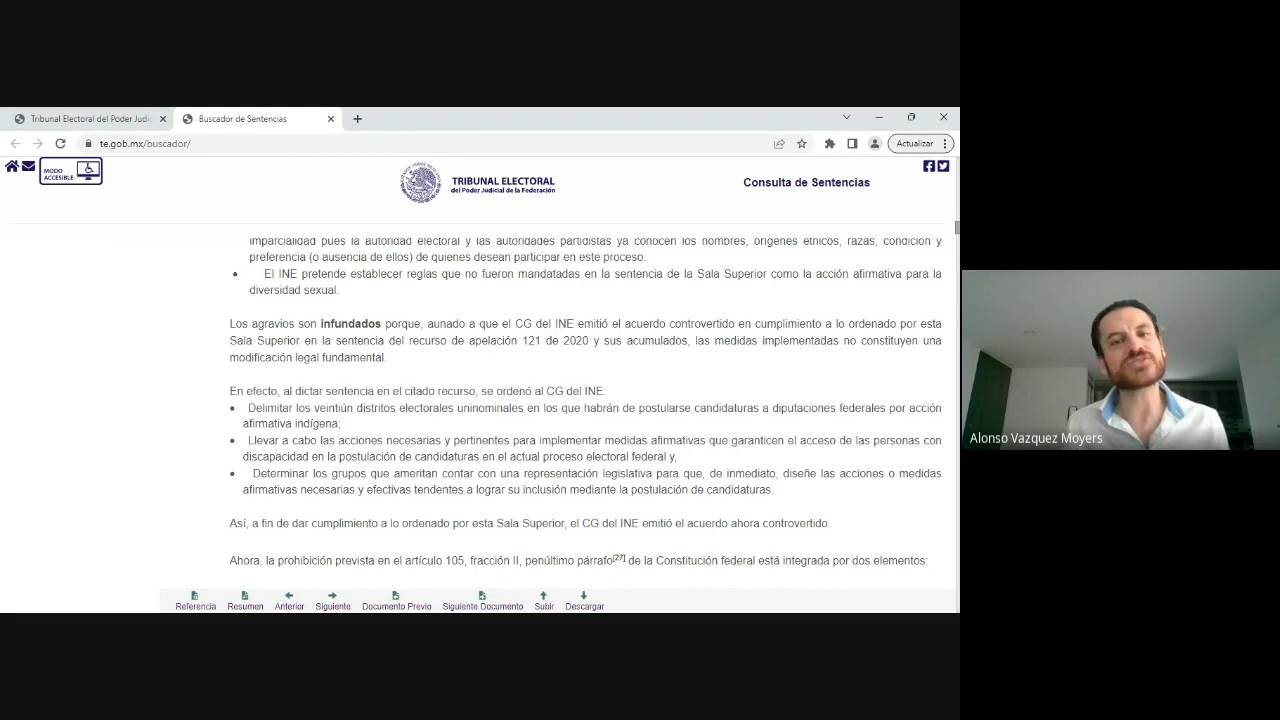 Tribunal Electoral del Poder Judic
Buscador de Sentencias
te.gob.mx/buscador/
Actualizar
MODO
ACCESIBLE
TRIBUNAL ELECTORAL
del Poder Judicial de la Federación
Consulta de Sentencias
imparcialidad pues la autoridad electoral y las autoridades partidistas ya conocen los nombres, orígenes étnicos, razas, condición y
preferencia (o ausencia de ellos) de quienes desean participar en este proceso.
• El INE pretende establecer reglas que no fueron mandatadas en la sentencia de la Sala Superior como la acción afirmativa para la
diversidad sexual.
Los agravios son infundados porque, aunado a que el CG del INE emitió el acuerdo controvertido en cumplimiento a lo ordenado por esta
Sala Superior en la sentencia del recurso de apelación 121 de 2020 y sus acumulados, las medidas implementadas no constituyen una
modificación legal fundamental.
En efecto, al dictar sentencia en el citado recurso, se ordenó al CG del INE:
• Delimitar los veintiún distritos electorales uninominales en los que habrán de postularse candidaturas a diputaciones federales por acción
afirmativa indígena;
• Llevar a cabo las acciones necesarias y pertinentes para implementar medidas afirmativas que garanticen el acceso de las personas con
discapacidad en la postulación de candidaturas en el actual proceso electoral federal y,
• Determinar los grupos que ameritan contar con una representación legislativa para que, de inmediato, diseñe las acciones o medidas
afirmativas necesarias y efectivas tendentes a lograr su inclusión mediante la postulación de candidaturas.
Así, a fin de dar cumplimiento a lo ordenado por esta Sala Superior, el CG del INE emitió el acuerdo ahora controvertido.
Ahora, la prohibición prevista en el artículo 105, fracción II, penúltimo párrafo[27] de la Constitución federal está integrada por dos elementos:
Referencia Resumen Anterior Siguiente Documento Previo Siguiente Documento Subir Descargar
Alonso Vazquez Moyers